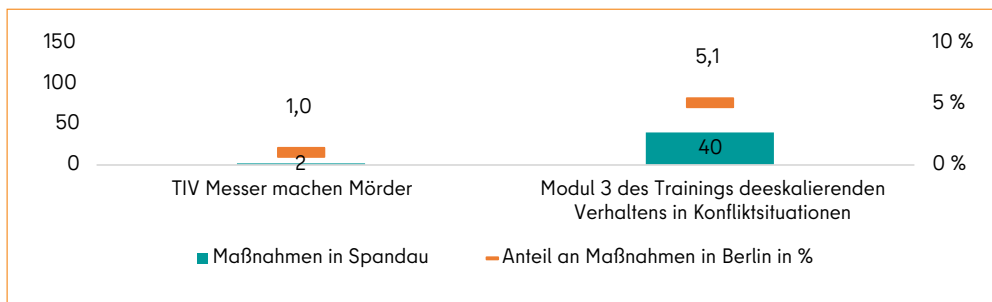 150
100
50
0
10 %
5 %
0 %
1,0
2
5,1
40
TIV Messer machen Mörder
Modul 3 des Trainings deeskalierenden
Verhaltens in Konfliktsituationen
Maßnahmen in Spandau
Anteil an Maßnahmen in Berlin in %